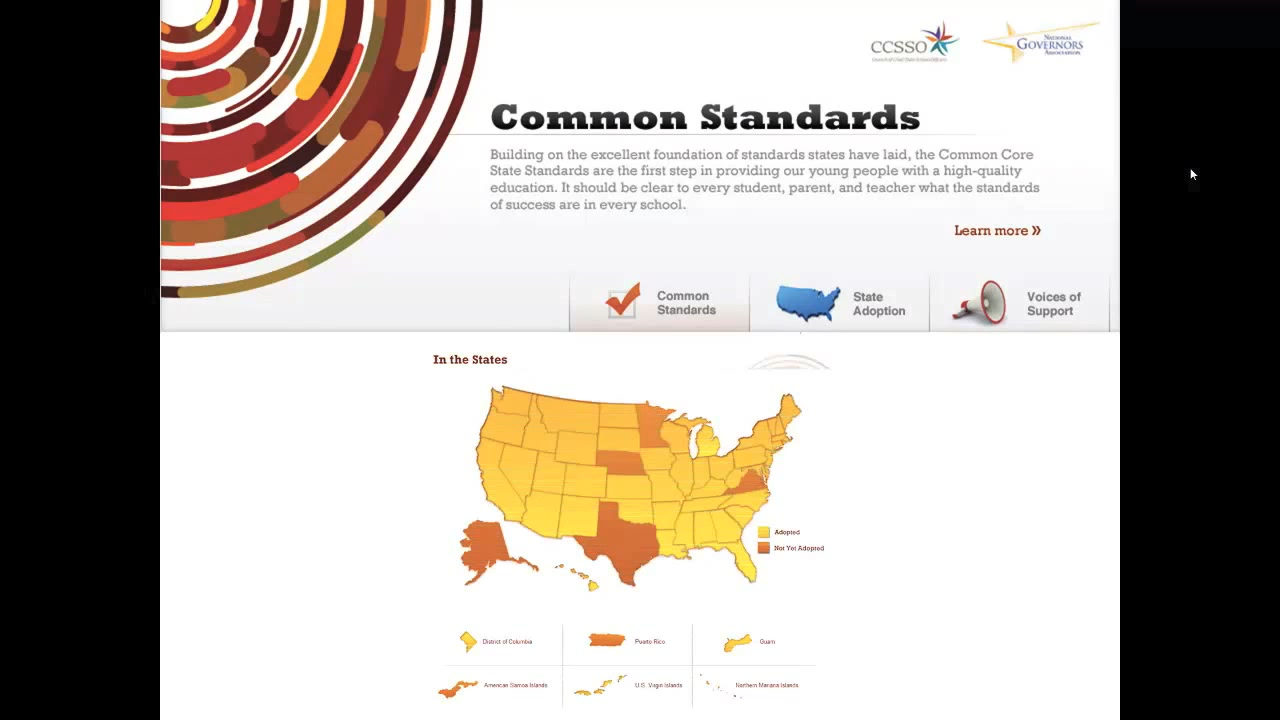 CCSSO
NATIONAL
GOVERNORS
ASSOCIATION
Common Standards
Building on the excellent foundation of standards states have laid, the Common Core
State Standards are the first step in providing our young people with a high-quality
education. It should be clear to every student, parent, and teacher what the standards
of success are in every school.
Learn more »
Common
Standards
State
Adoption
Voices of
Support
In the States
Adopted
Not Yet Adopted
District of Columbia
Puerto Rico
Guam
American Samoa Islands
U.S. Virgin Islands
Northern Mariana Islands